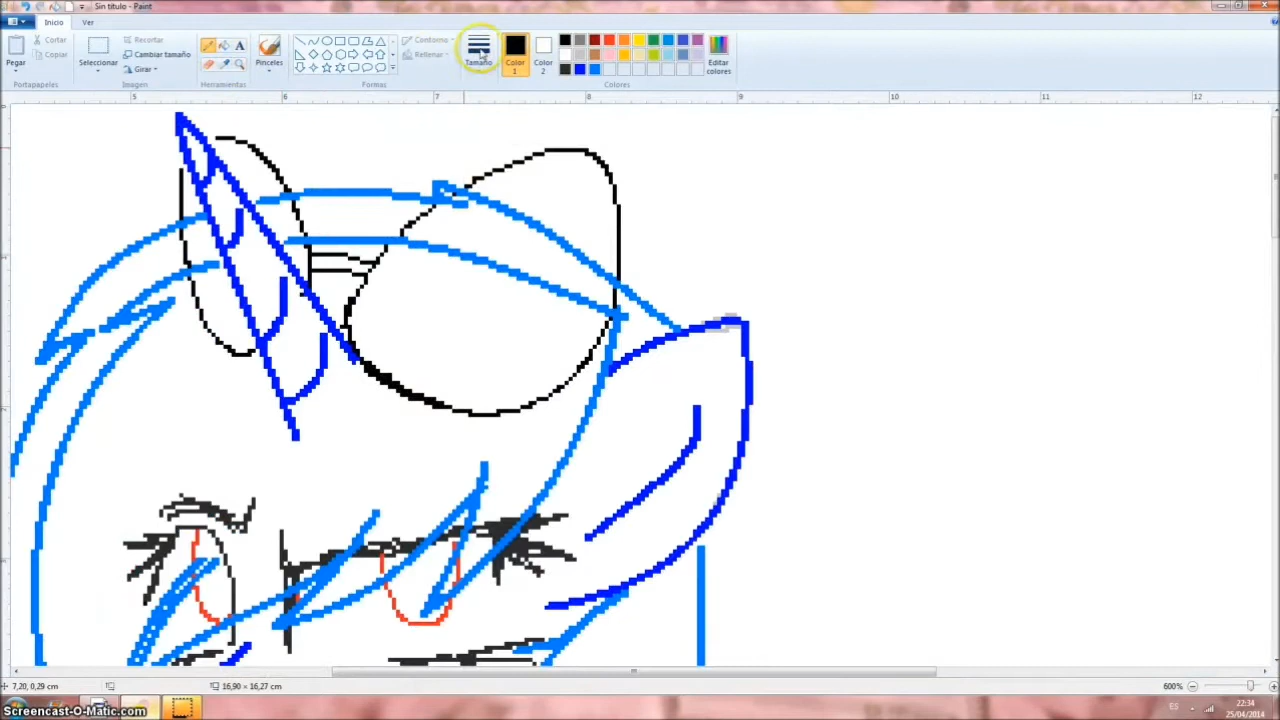 Sin título - Paint
Inicio
Ver
Pegar
Cortar
Copiar
Portapapeles
Seleccionar
Recortar
Cambiar tamaño
Girar
Imagen
A
Herramientas
Pinceles
Contorno
Rellenar
Formas
Tamaño
Color
1
Color
2
Editar
colores
Colores
5 6 7 8 9 10 11 12
7,20, 0,29 cm
16,90 × 16,27 cm
600%
Screencast-O-Matic.com
ES
22:34
25/04/2014